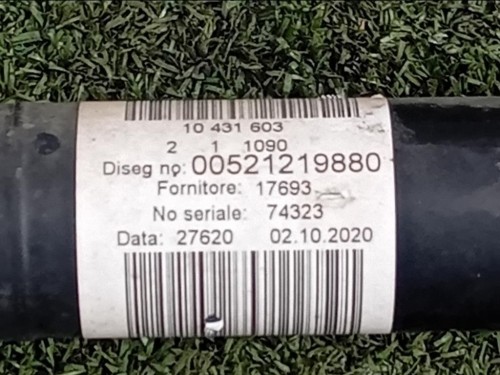 10 431 603
2 1 1090
Diseg no: 00521219880
Fornitore: 17693
No seriale: 74323
Data: 27620 02.10.2020